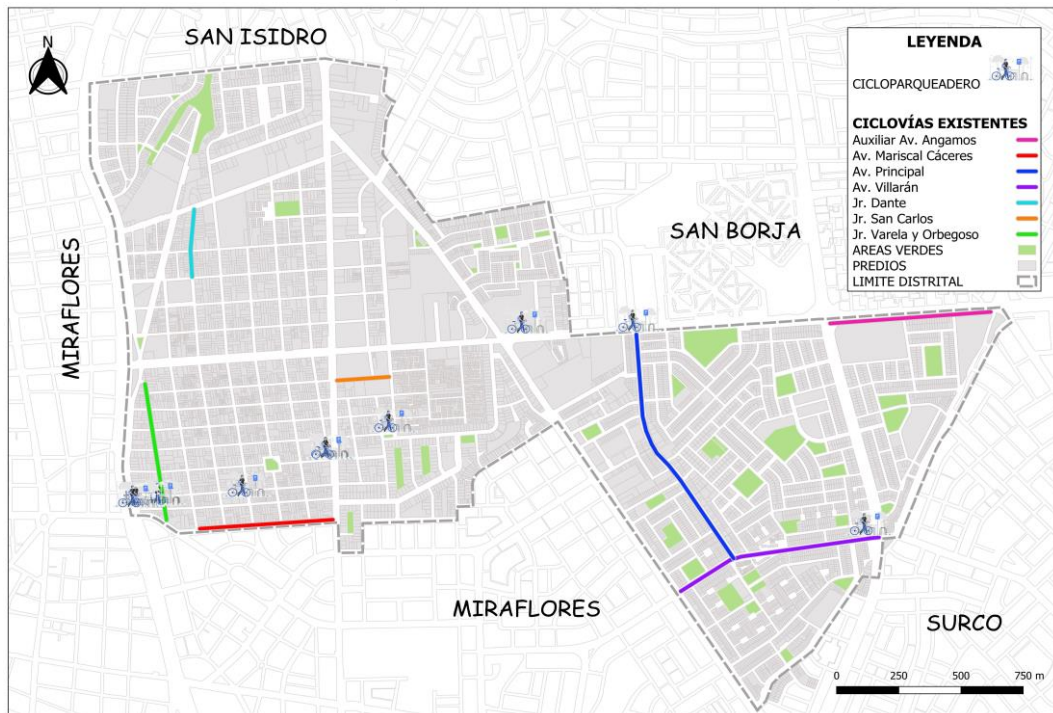 SAN ISIDRO
N
LEYENDA
CICLOPARQUEADERO
CICLOVÍAS EXISTENTES
Auxiliar Av. Angamos
Av. Mariscal Cáceres
Av. Principal
Av. Villarán
Jr. Dante
Jr. San Carlos
Jr. Varela y Orbegoso
AREAS VERDES
PREDIOS
LIMITE DISTRITAL
SAN BORJA
MIRAFLORES
MIRAFLORES
SURCO
0 250 500 750 m